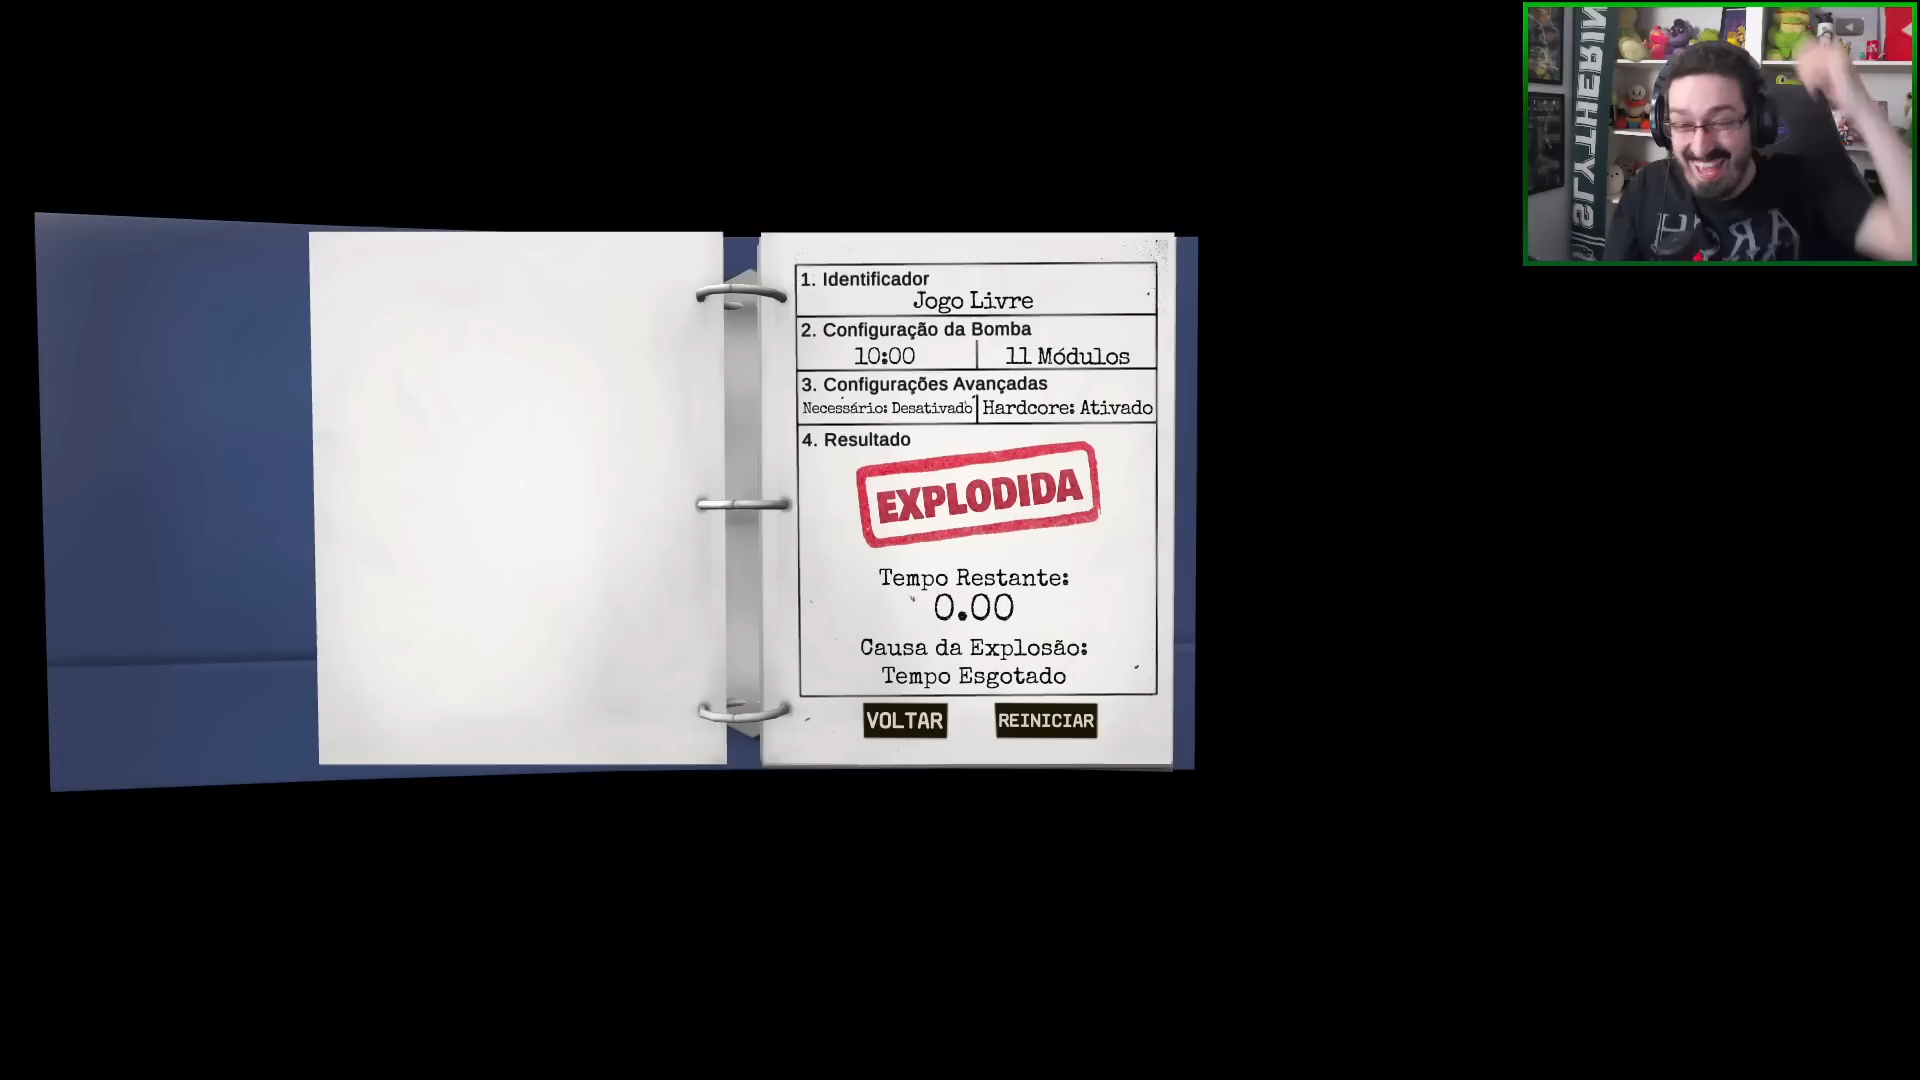 1. Identificador
Jogo Livre
2. Configuração da Bomba
10:00
11 Módulos
3. Configurações Avançadas
Necessário: Desativado
Hardcore: Ativado
4. Resultado
EXPLODIDA
Tempo Restante:
0.00
Causa da Explosão:
Tempo Esgotado
VOLTAR
REINICIAR
SLYTHERIN